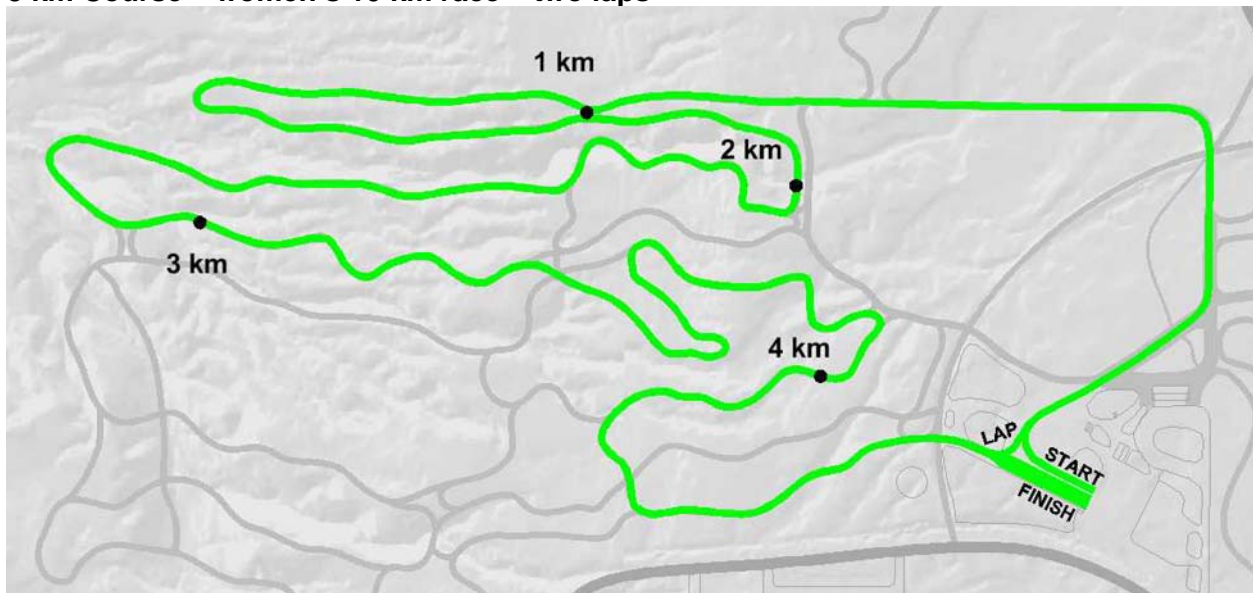 5 km Course – women's 10 km race – two laps
1 km
2 km
3 km
4 km
LAP
START
FINISH